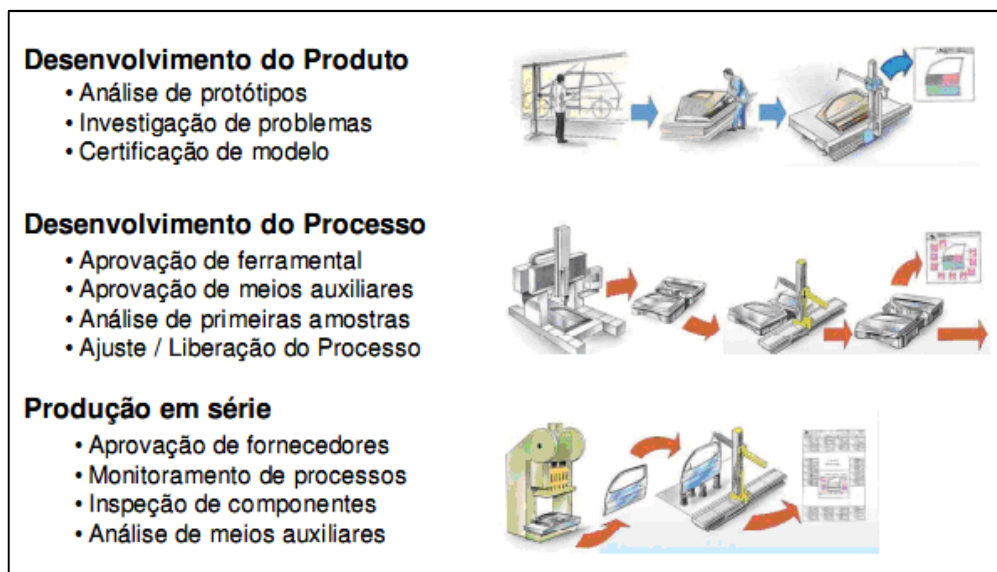 Desenvolvimento do Produto
• Análise de protótipos
• Investigação de problemas
• Certificação de modelo
Desenvolvimento do Processo
• Aprovação de ferramental
• Aprovação de meios auxiliares
• Análise de primeiras amostras
• Ajuste / Liberação do Processo
Produção em série
• Aprovação de fornecedores
• Monitoramento de processos
• Inspeção de componentes
• Análise de meios auxiliares